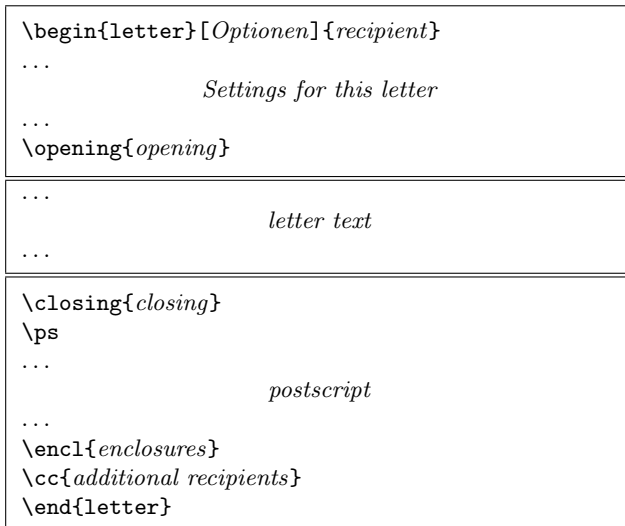 \begin{letter}[Optionen]{recipient}
...
Settings for this letter
...
\opening{opening}
...
letter text
...
\closing{closing}
\ps
...
postscript
...
\encl{enclosures}
\cc{additional recipients}
\end{letter}